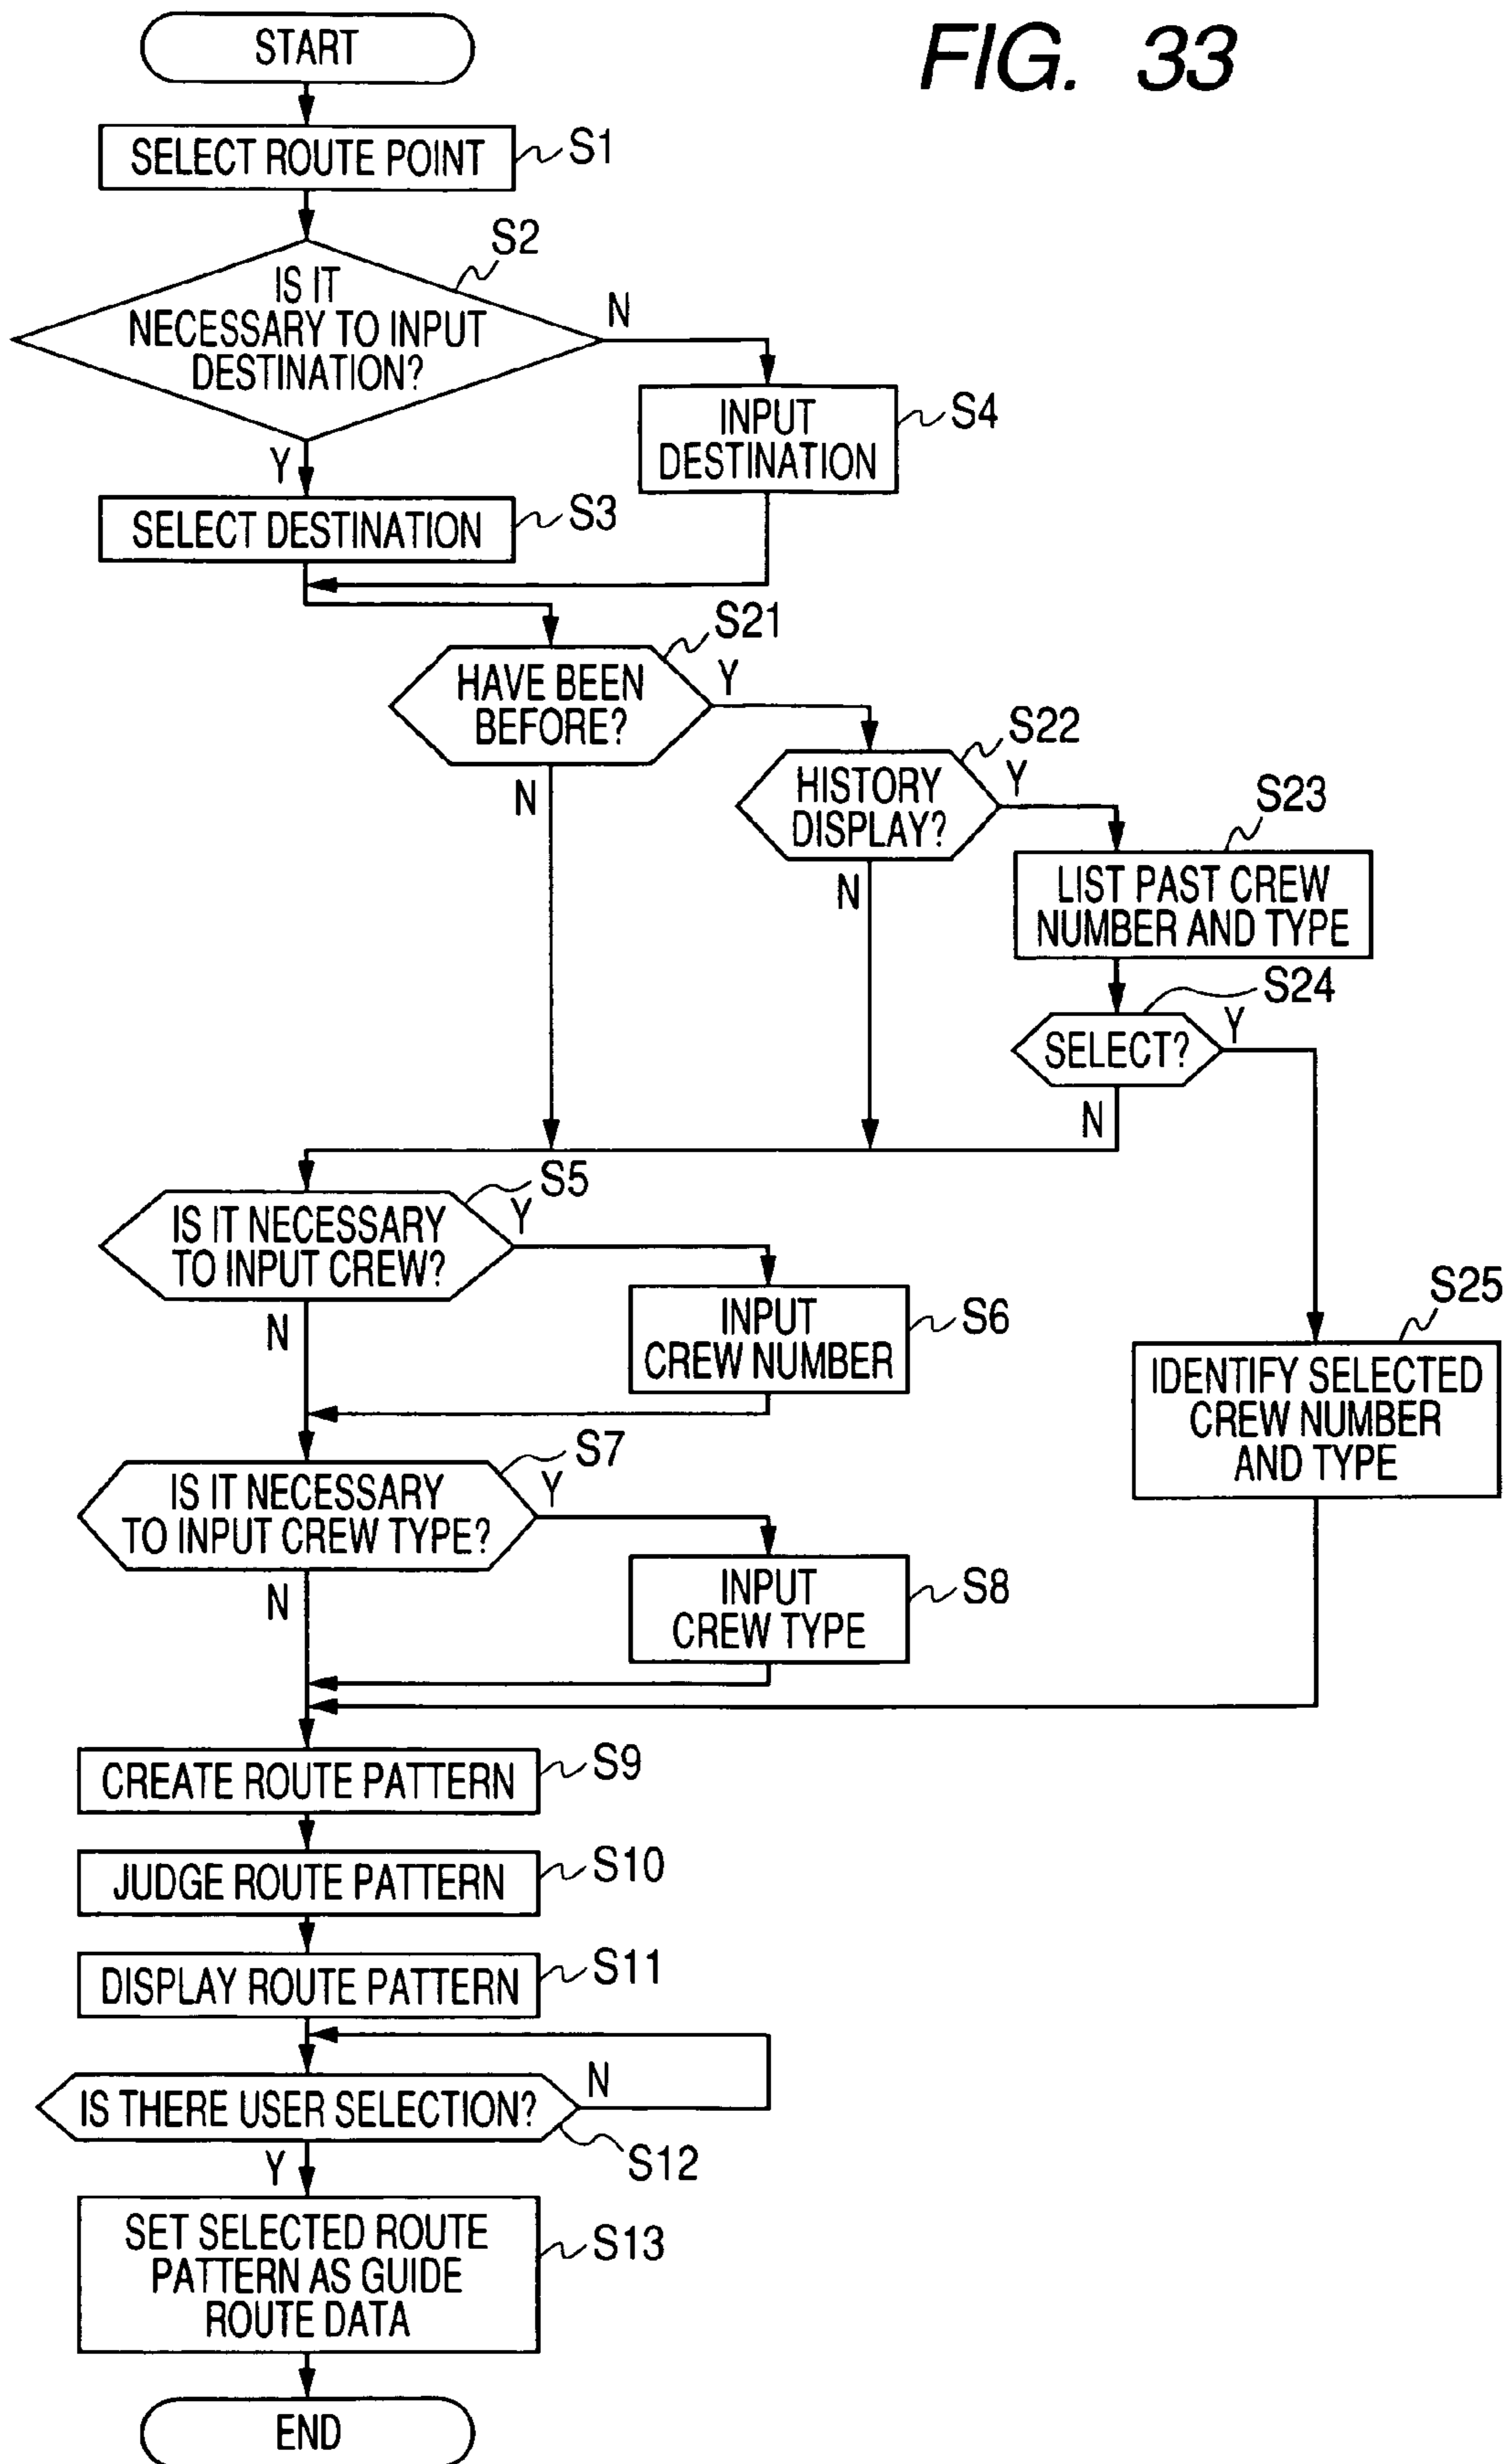 FIG. 33
START
SELECT ROUTE POINT
S1
S2
IS IT
NECESSARY TO INPUT
DESTINATION?
N
Y
INPUT
DESTINATION
S4
SELECT DESTINATION
S3
S21
HAVE BEEN
BEFORE?
Y
N
S22
HISTORY
DISPLAY?
Y
N
S23
LIST PAST CREW
NUMBER AND TYPE
S24
SELECT?
Y
N
S5
IS IT NECESSARY
TO INPUT CREW?
Y
N
INPUT
CREW NUMBER
S6
S25
IDENTIFY SELECTED
CREW NUMBER
AND TYPE
S7
IS IT NECESSARY
TO INPUT CREW TYPE?
Y
N
INPUT
CREW TYPE
S8
CREATE ROUTE PATTERN
S9
JUDGE ROUTE PATTERN
S10
DISPLAY ROUTE PATTERN
S11
IS THERE USER SELECTION?
N
S12
Y
SET SELECTED ROUTE
PATTERN AS GUIDE
ROUTE DATA
S13
END